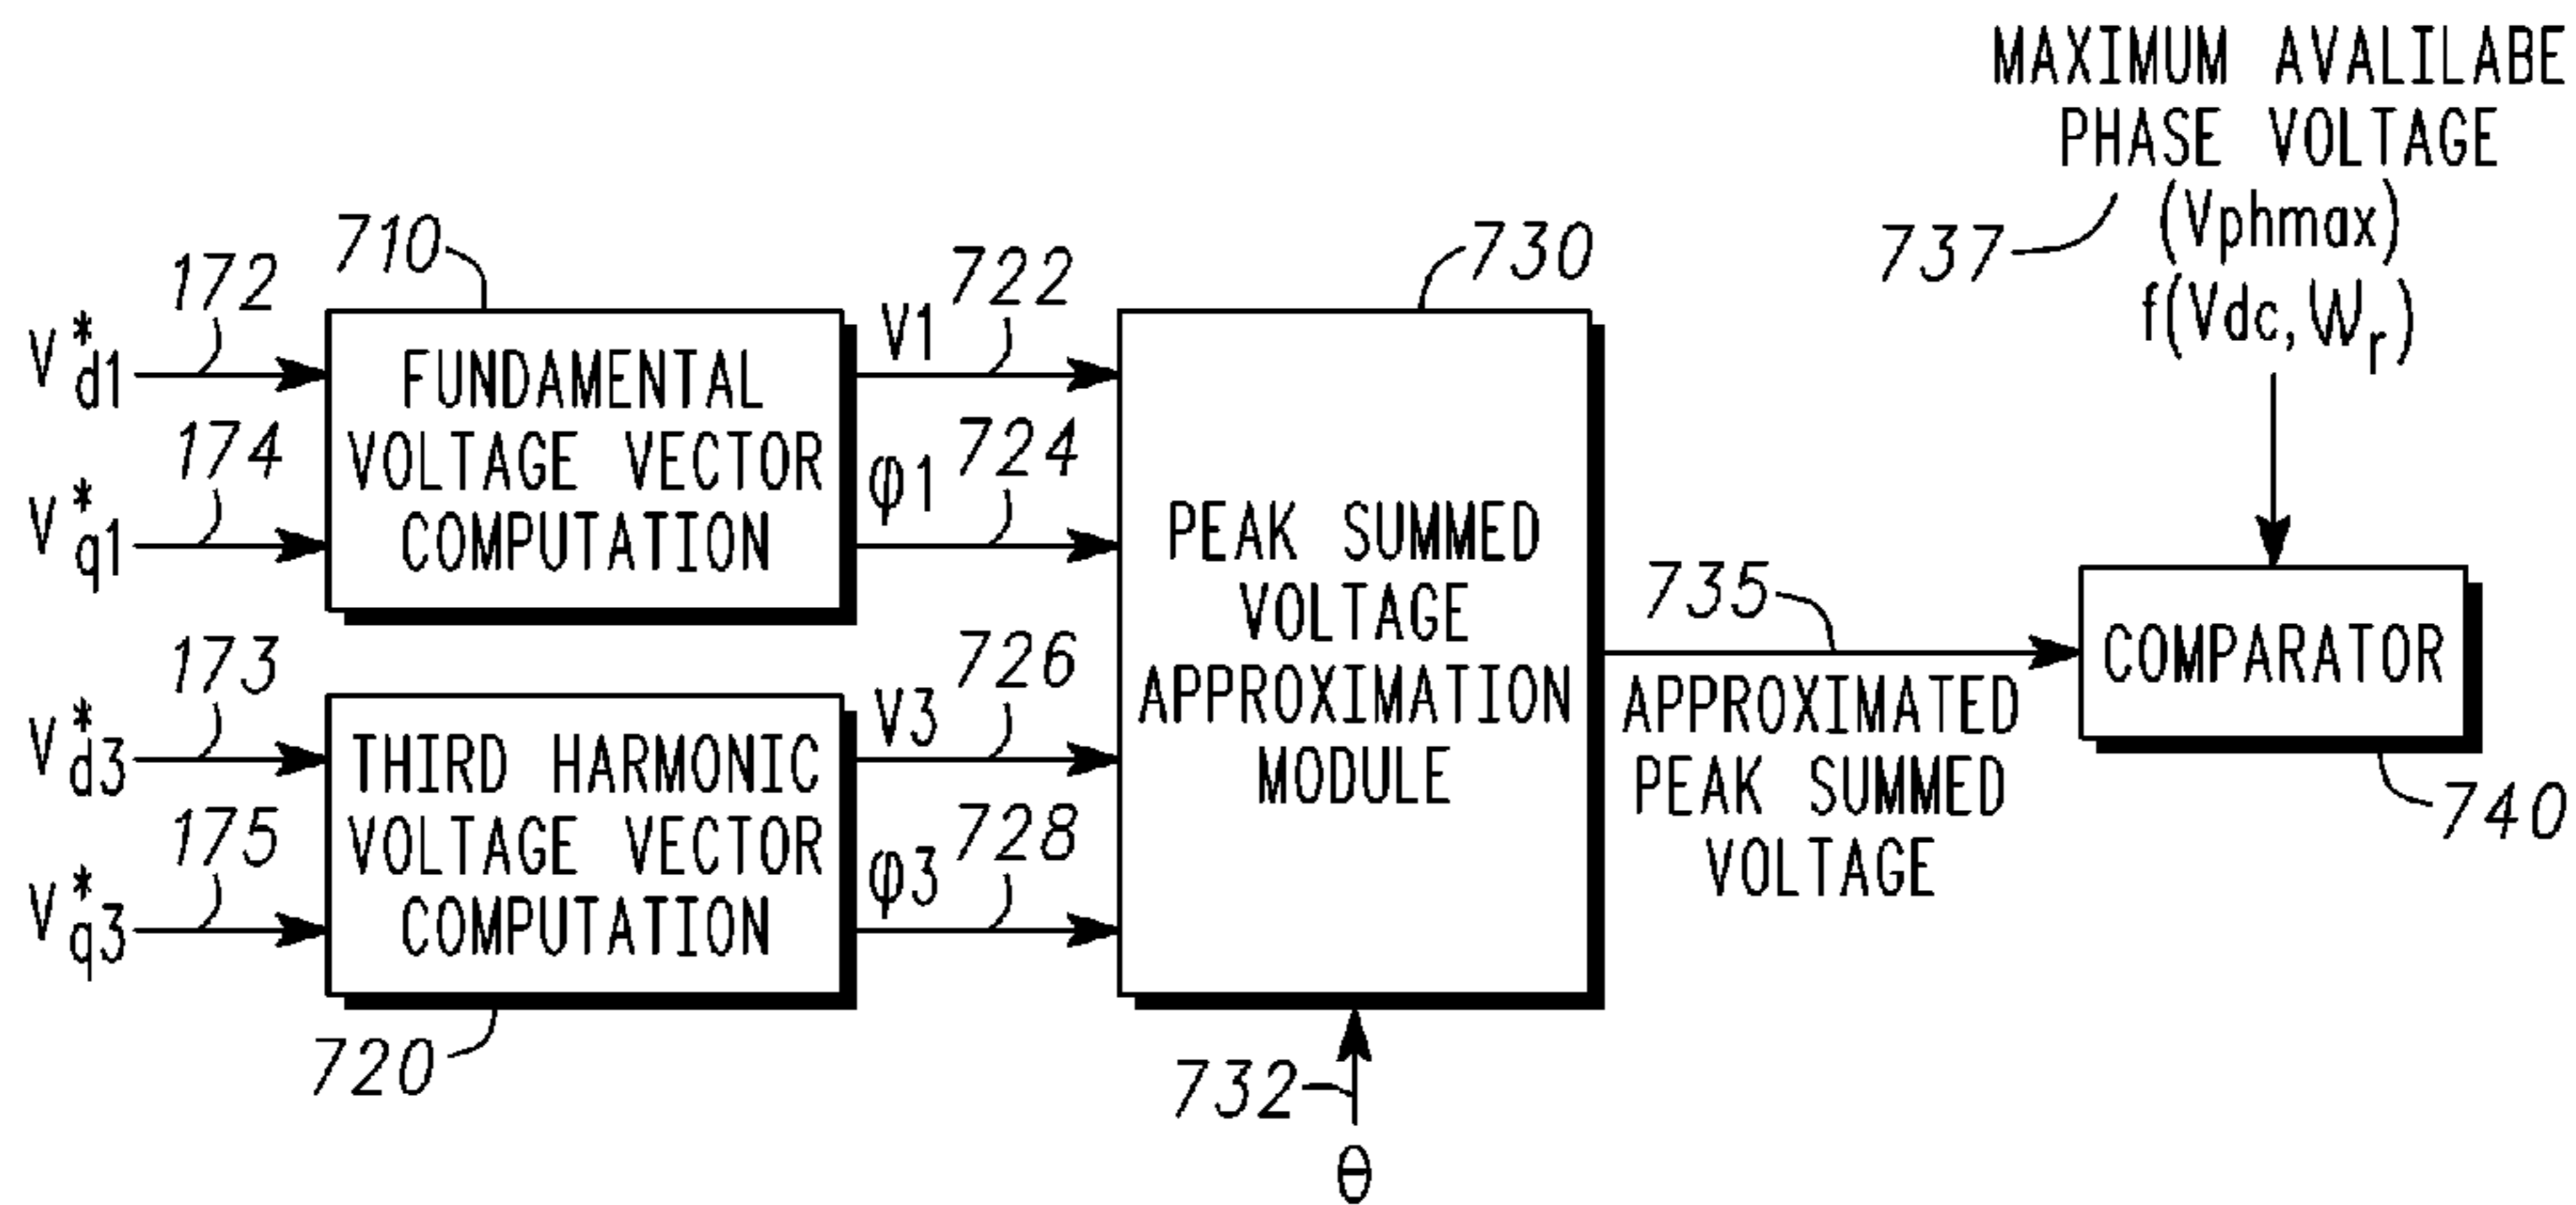 MAXIMUM AVALILABE
PHASE VOLTAGE
(Vphmax)
f(Vdc, Wr)
737
710
172
V*d1
174
V*q1
FUNDAMENTAL
VOLTAGE VECTOR
COMPUTATION
V1
722
φ1
724
173
V*d3
175
V*q3
THIRD HARMONIC
VOLTAGE VECTOR
COMPUTATION
720
V3
726
φ3
728
730
PEAK SUMMED
VOLTAGE
APPROXIMATION
MODULE
732
θ
735
APPROXIMATED
PEAK SUMMED
VOLTAGE
COMPARATOR
740